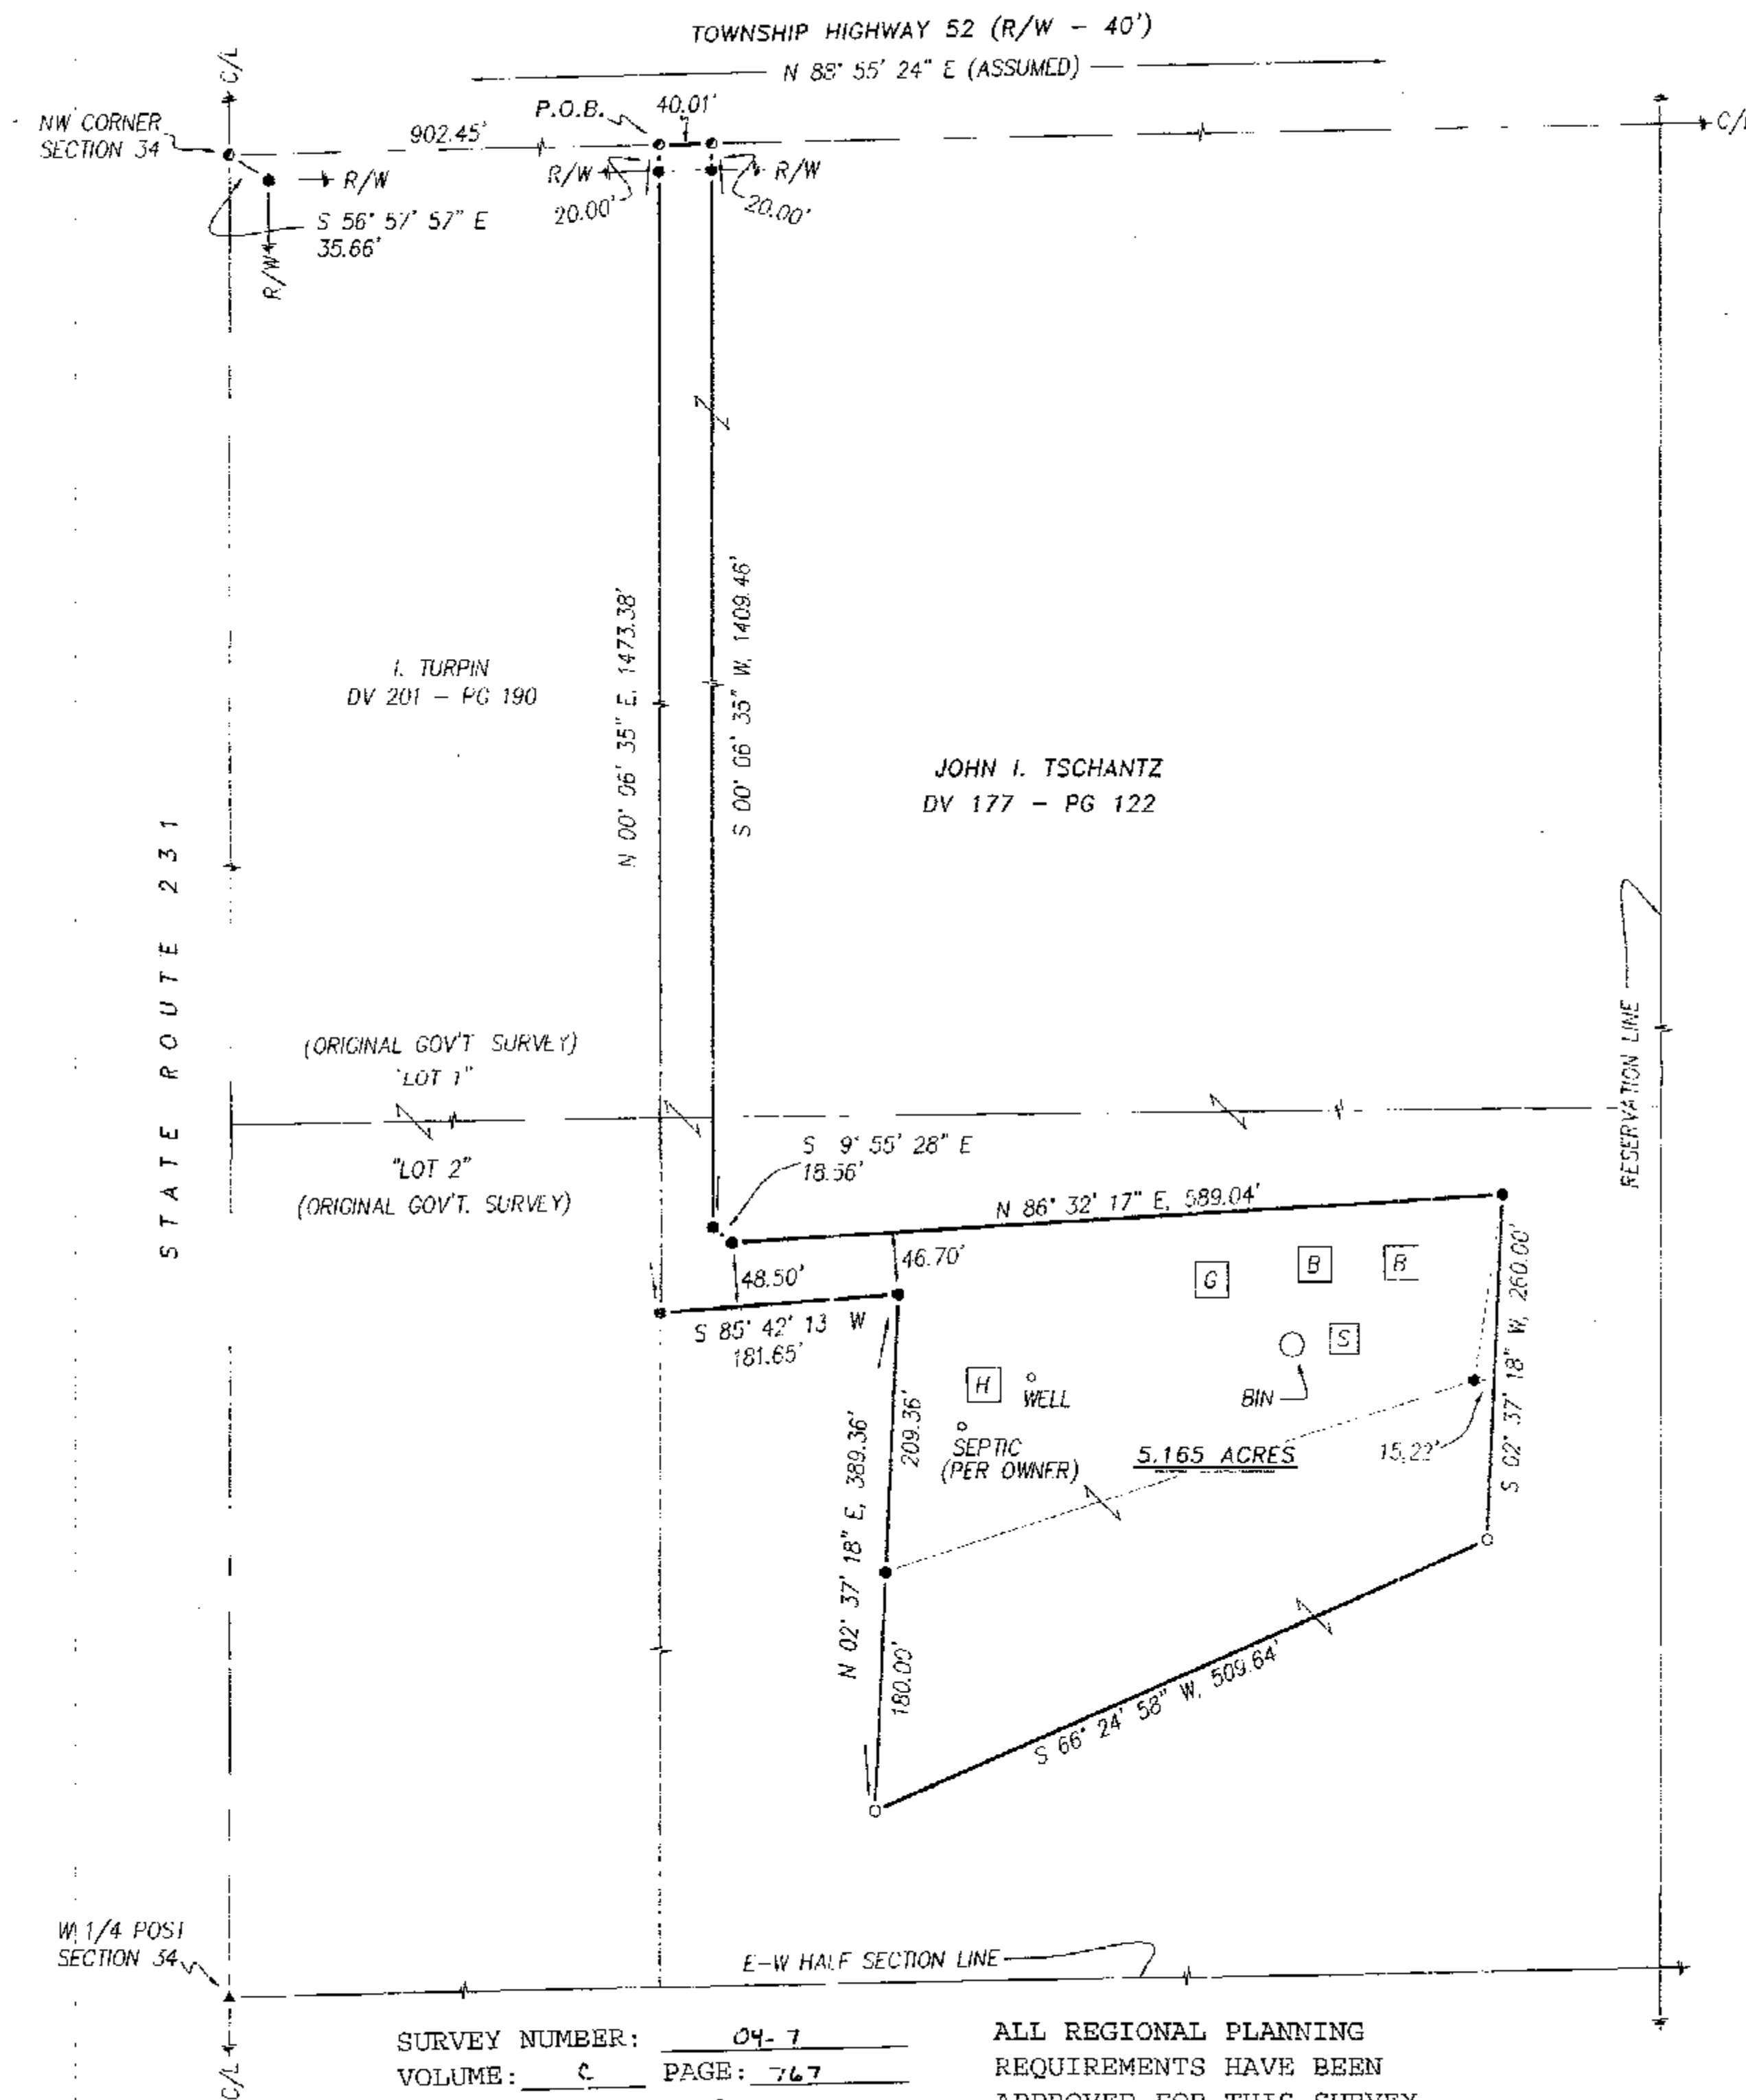 TOWNSHIP HIGHWAY 52 (R/W - 40')
N 88° 55' 24" E (ASSUMED)
C/L
NW CORNER
SECTION 34
902.45'
P.O.B.
40.01'
R/W
R/W
R/W
20.00'
20.00'
S 56° 57' 57" E
35.66'
R/W
N 00° 06' 35" E, 1473.38'
S 00° 06' 35" W, 1409.46'
I. TURPIN
DV 201 - PG 190
JOHN I. TSCHANTZ
DV 177 - PG 122
STATE ROUTE 231
RESERVATION LINE
(ORIGINAL GOV'T SURVEY)
"LOT 1"
"LOT 2"
(ORIGINAL GOV'T. SURVEY)
18.56'
N 86° 32' 17" E, 589.04'
46.70'
48.50'
S 85° 42' 13 W
181.65'
G
B
B
S
H
WELL
BIN
SEPTIC
(PER OWNER)
5.165 ACRES
15.22'
S 02° 37' 18" W, 260.00'
N 02° 37' 18" E, 389.36'
209.36'
180.00'
S 66° 24' 58" W, 509.64'
W 1/4 POST
SECTION 34
E-W HALF SECTION LINE
C/L
SURVEY NUMBER: 04-7
VOLUME: C PAGE: 767
ALL REGIONAL PLANNING
REQUIREMENTS HAVE BEEN
APPROVED FOR THIS SURVEY